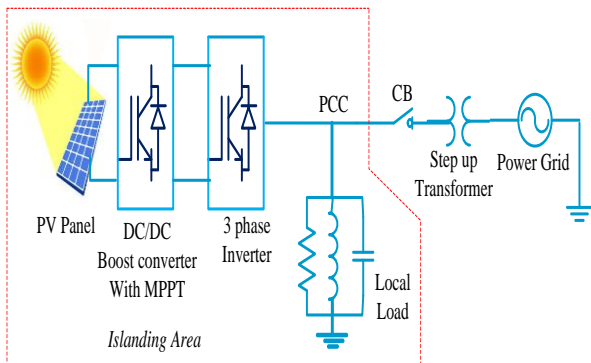 PCC
CB
Step up
Transformer
Power Grid
PV Panel
DC/DC
Boost converter
With MPPT
3 phase
Inverter
Local
Load
Islanding Area